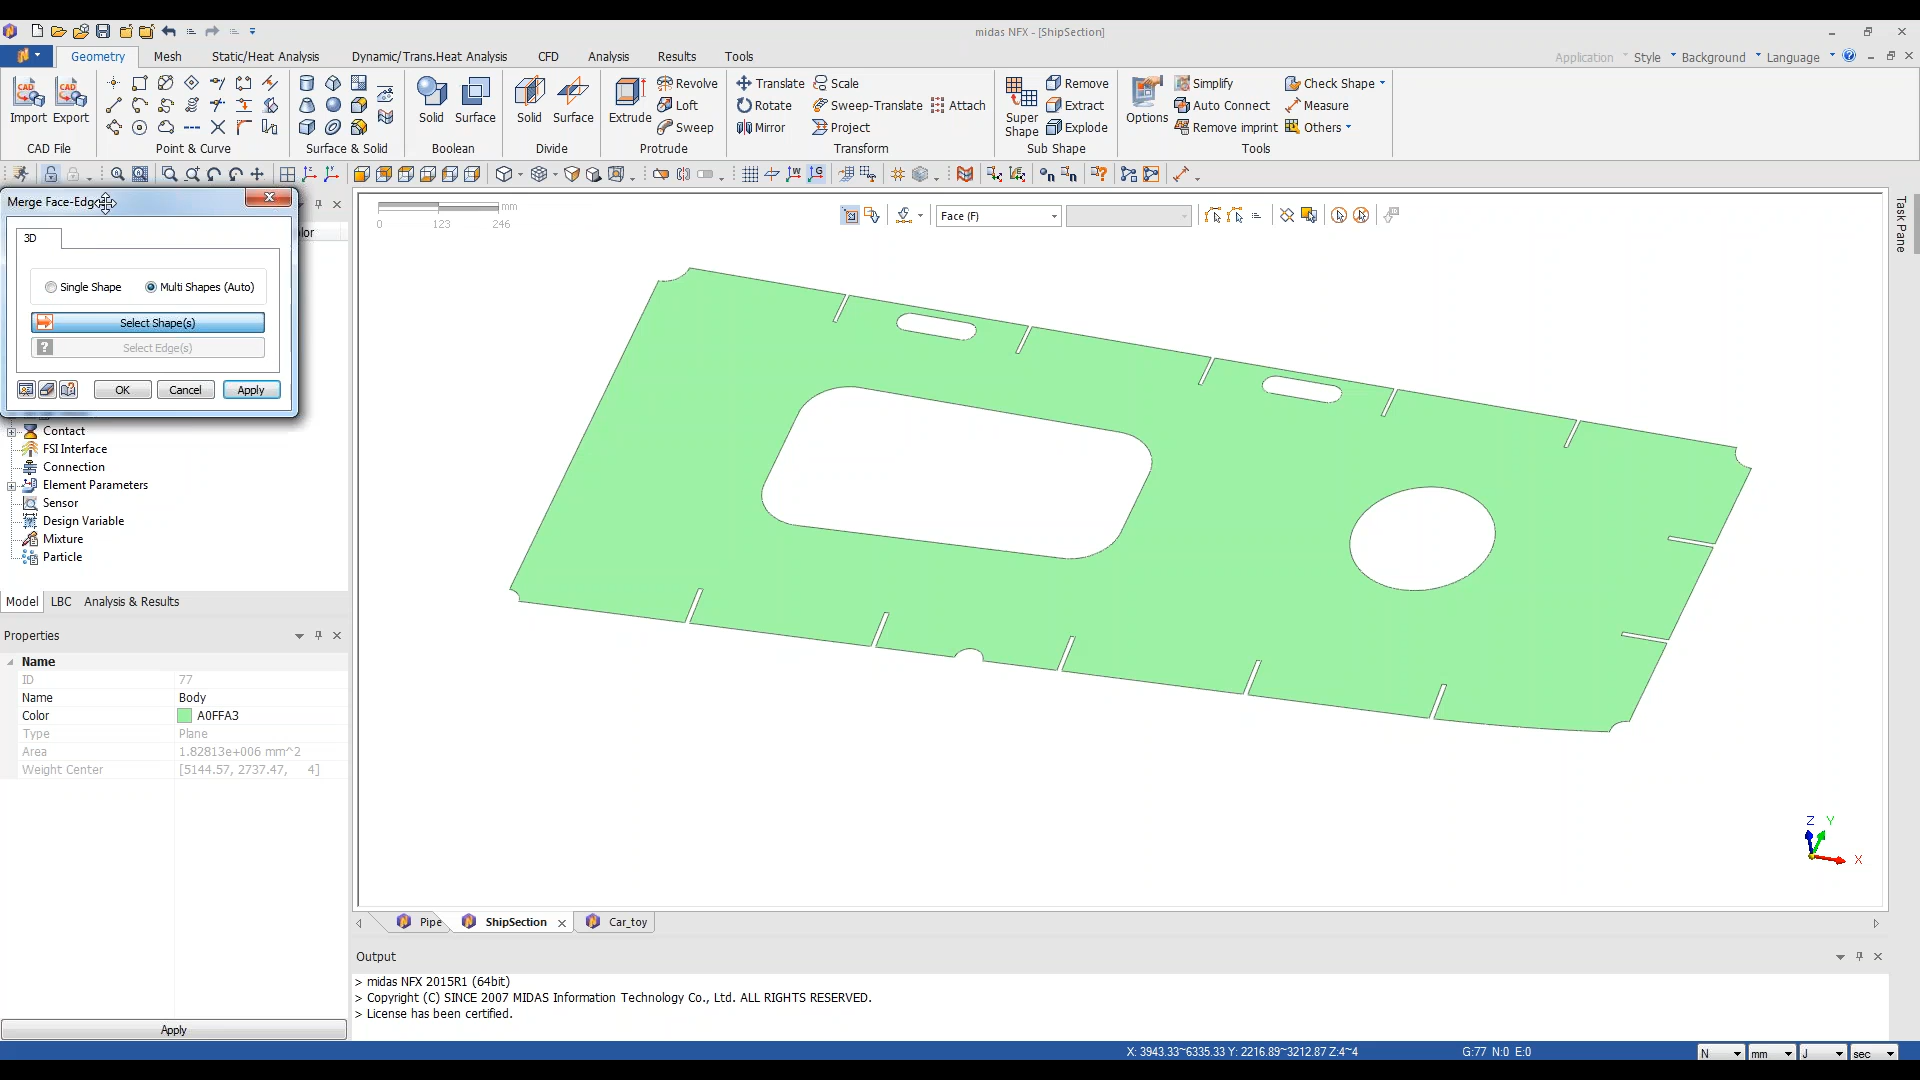 midas NFX - [ShipSection]
Geometry Mesh Static/Heat Analysis Dynamic/Trans.Heat Analysis CFD Analysis Results Tools
Application Style Background Language
Import Export
CAD File
Point & Curve
Surface & Solid
Solid Surface
Boolean
Solid Surface
Divide
Extrude Revolve Loft Sweep
Protrude
Translate Scale
Rotate Sweep-Translate Attach
Mirror Project
Transform
Super Shape Remove Extract Explode
Sub Shape
Options Simplify Check Shape
Auto Connect Measure
Remove imprint Others
Tools
Merge Face-Edg
lor
3D
Single Shape Multi Shapes (Auto)
Select Shape(s)
? Select Edge(s)
OK Cancel Apply
mm
0 123 246
Face (F)
Task Pane
Contact
FSI Interface
Connection
Element Parameters
Sensor
Design Variable
Mixture
Particle
Model LBC Analysis & Results
Properties
Name
ID 77
Name Body
Color A0FFA3
Type Plane
Area 1.82813e+006 mm^2
Weight Center [5144.57, 2737.47, 4]
Apply
Z Y
X
Pipe ShipSection Car_toy
Output
> midas NFX 2015R1 (64bit)
> Copyright (C) SINCE 2007 MIDAS Information Technology Co., Ltd. ALL RIGHTS RESERVED.
> License has been certified.
X: 3943.33~6335.33 Y: 2216.89~3212.87 Z:4~4 G:77 N:0 E:0 N mm J sec